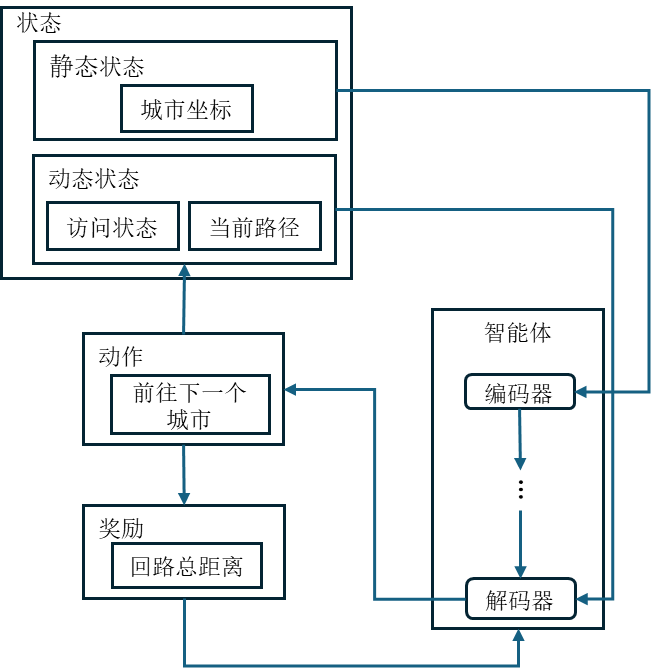 状态
静态状态
城市坐标
动态状态
访问状态
当前路径
动作
前往下一个
城市
奖励
回路总距离
智能体
编码器
⋮
解码器